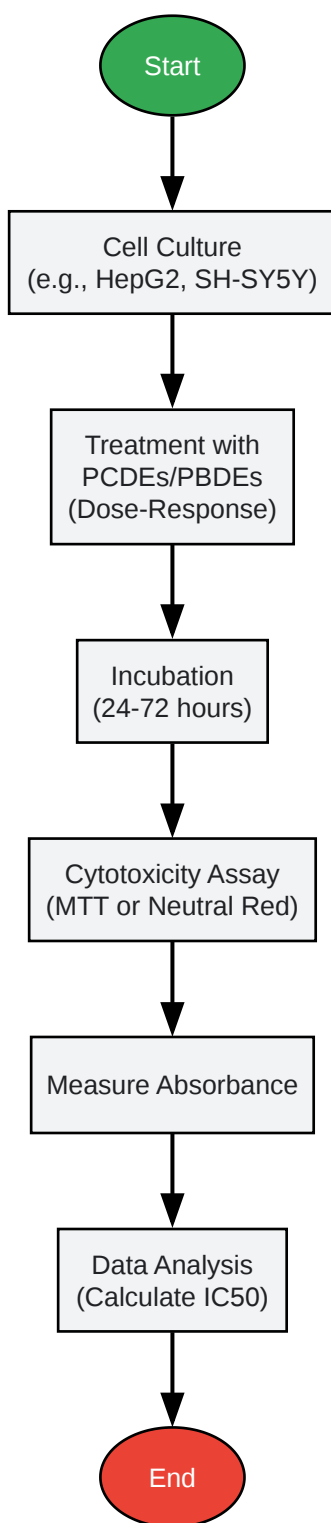 Start
Cell Culture
(e.g., HepG2, SH-SY5Y)
Treatment with
PCDEs/PBDEs
(Dose-Response)
Incubation
(24-72 hours)
Cytotoxicity Assay
(MTT or Neutral Red)
Measure Absorbance
Data Analysis
(Calculate IC50)
End